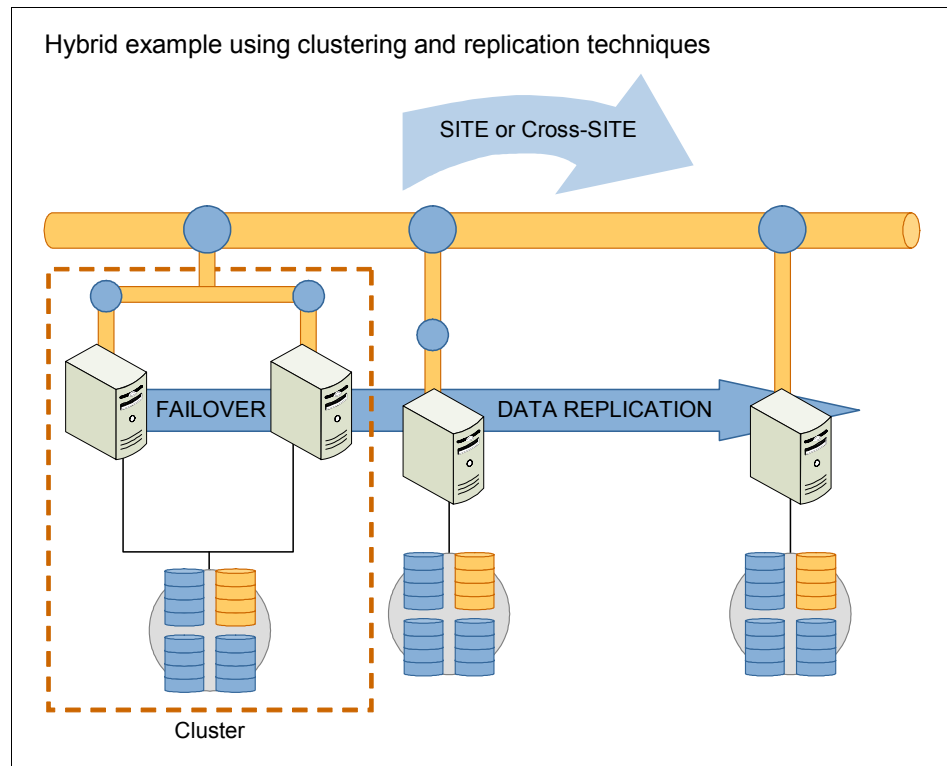 Hybrid example using clustering and replication techniques
SITE or Cross-SITE
FAILOVER
DATA REPLICATION
Cluster